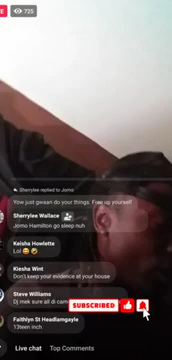 725
Sherrylee replied to Jomo
Yow just gwaan do your things. Fixe up yourself
Sherrylee Wallace
Jomo Hamilton go sleep nuh
Keisha Howlette
Lol
Kiesha Wint
Don't keep your evidence at your house
Steve Williams
Dj mek sure all di cam
SUBSCRIBED
Faithlyn St Headlamgayle
13teen inch
Live chat Top Comments